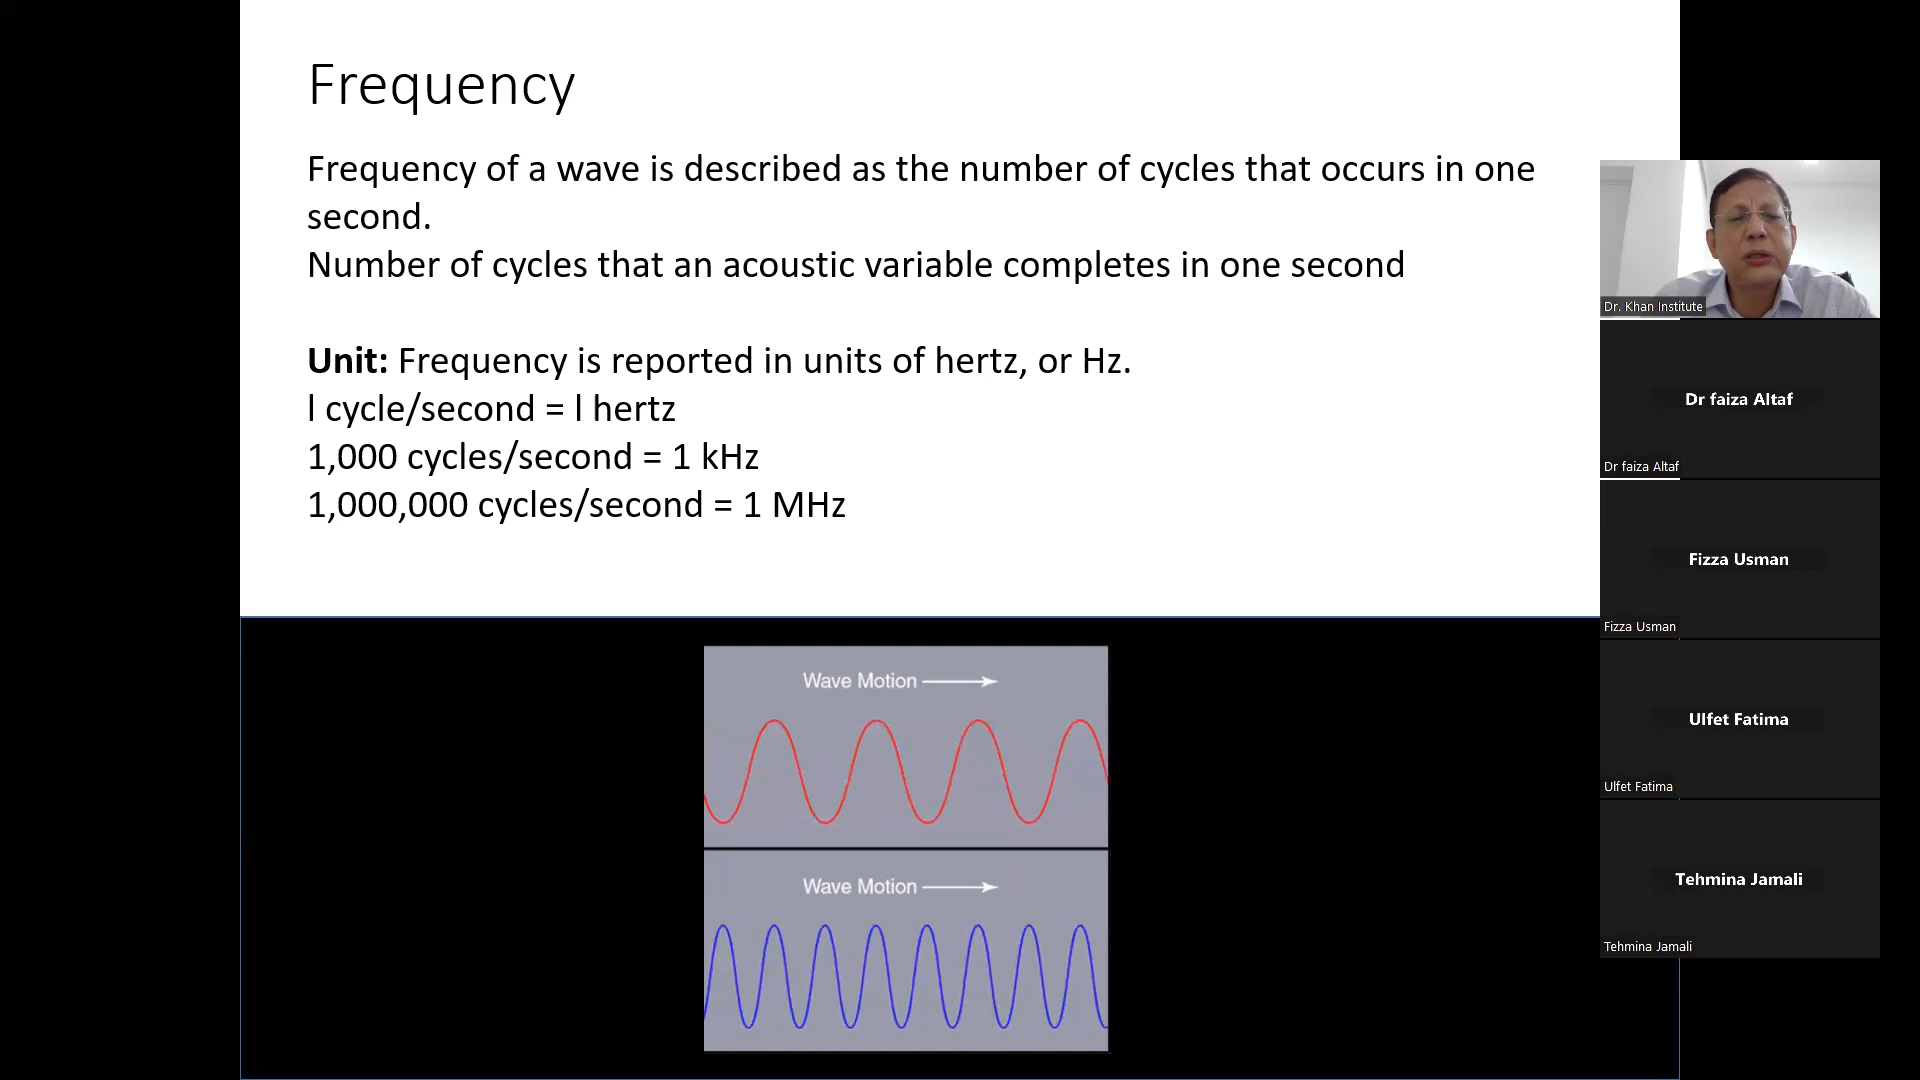 Frequency
Frequency of a wave is described as the number of cycles that occurs in one
second.
Number of cycles that an acoustic variable completes in one second
Unit: Frequency is reported in units of hertz, or Hz.
l cycle/second = l hertz
1,000 cycles/second = 1 kHz
1,000,000 cycles/second = 1 MHz
Wave Motion
Wave Motion
Dr. Khan Institute
Dr faiza Altaf
Dr faiza Altaf
Fizza Usman
Fizza Usman
Ulfet Fatima
Ulfet Fatima
Tehmina Jamali
Tehmina Jamali